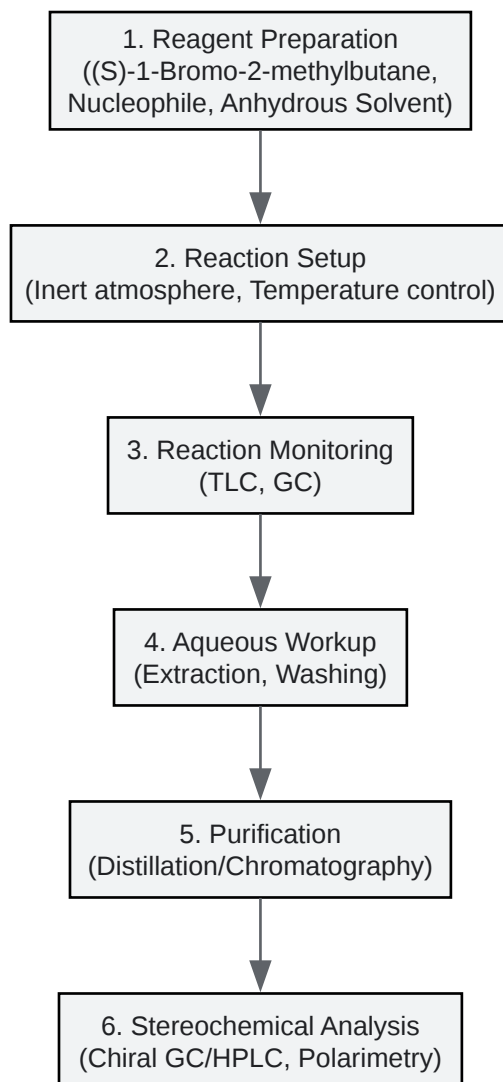 1. Reagent Preparation
((S)-1-Bromo-2-methylbutane,
Nucleophile, Anhydrous Solvent)
2. Reaction Setup
(Inert atmosphere, Temperature control)
3. Reaction Monitoring
(TLC, GC)
4. Aqueous Workup
(Extraction, Washing)
5. Purification
(Distillation/Chromatography)
6. Stereochemical Analysis
(Chiral GC/HPLC, Polarimetry)